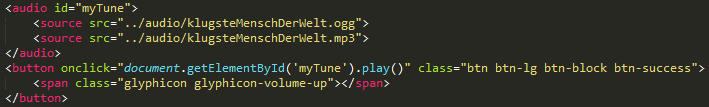 <audio id="myTune">
<source src="../audio/klugsteMenschDerWelt.ogg">
<source src="../audio/klugsteMenschDerWelt.mp3">
</audio>
<button onclick="document.getElementById('myTune').play()" class="btn btn-lg btn-block btn-success">
<span class="glyphicon glyphicon-volume-up"></span>
</button>